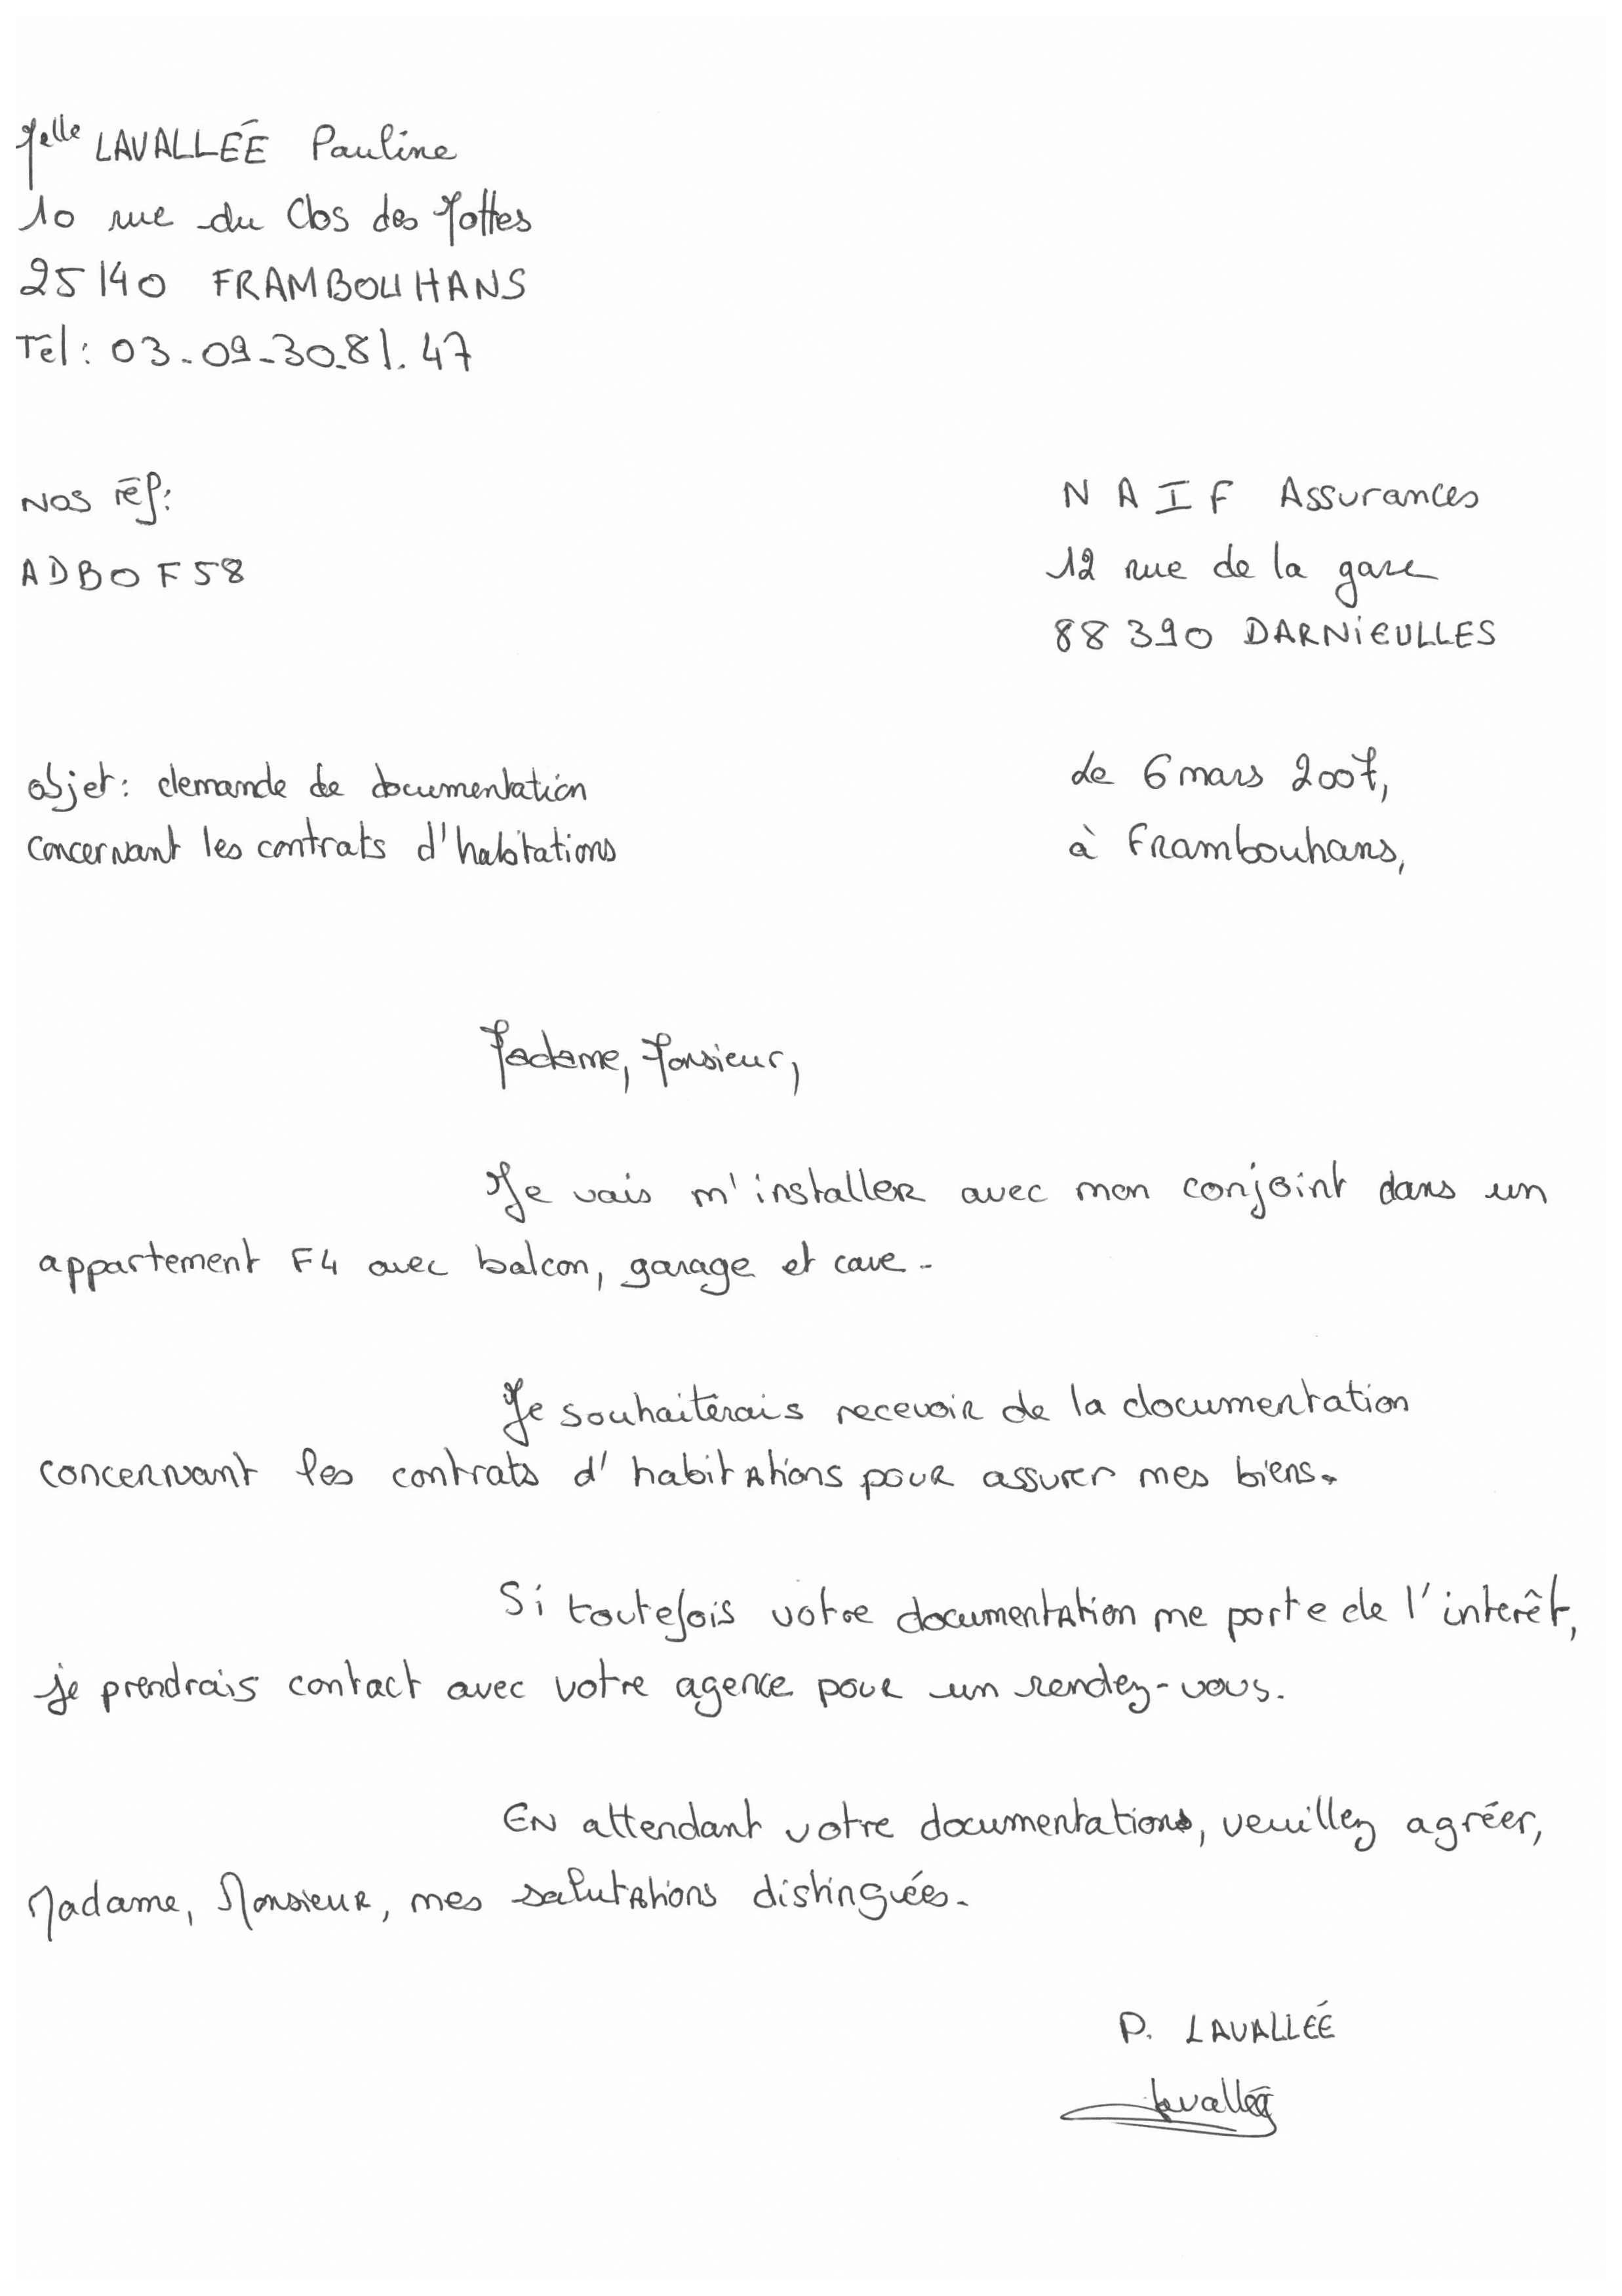 Melle LAVALLÉE Pauline
10 rue du Clos des Mottes
25140 FRAMBOUHANS
Tél : 03-09-30.81.47
Nos réf :
ADBOF58
NAIF Assurances
12 rue de la gare
88390 DARNIEULLES
objet : demande de documentation
concernant les contrats d'habitations
Le 6 mars 2007,
à Frambouhans,
Madame, Monsieur,
Je vais m'installer avec mon conjoint dans un
appartement F4 avec balcon, garage et cave.
Je souhaiterais recevoir de la documentation
concernant les contrats d'habitations pour assurer mes biens.
Si toutefois votre documentation me porte de l'interêt,
je prendrais contact avec votre agence pour un rendez-vous.
En attendant votre documentations, veuillez agréer,
Madame, Monsieur, mes salutations distinguées.
P. LAVALLÉE
Lavallée